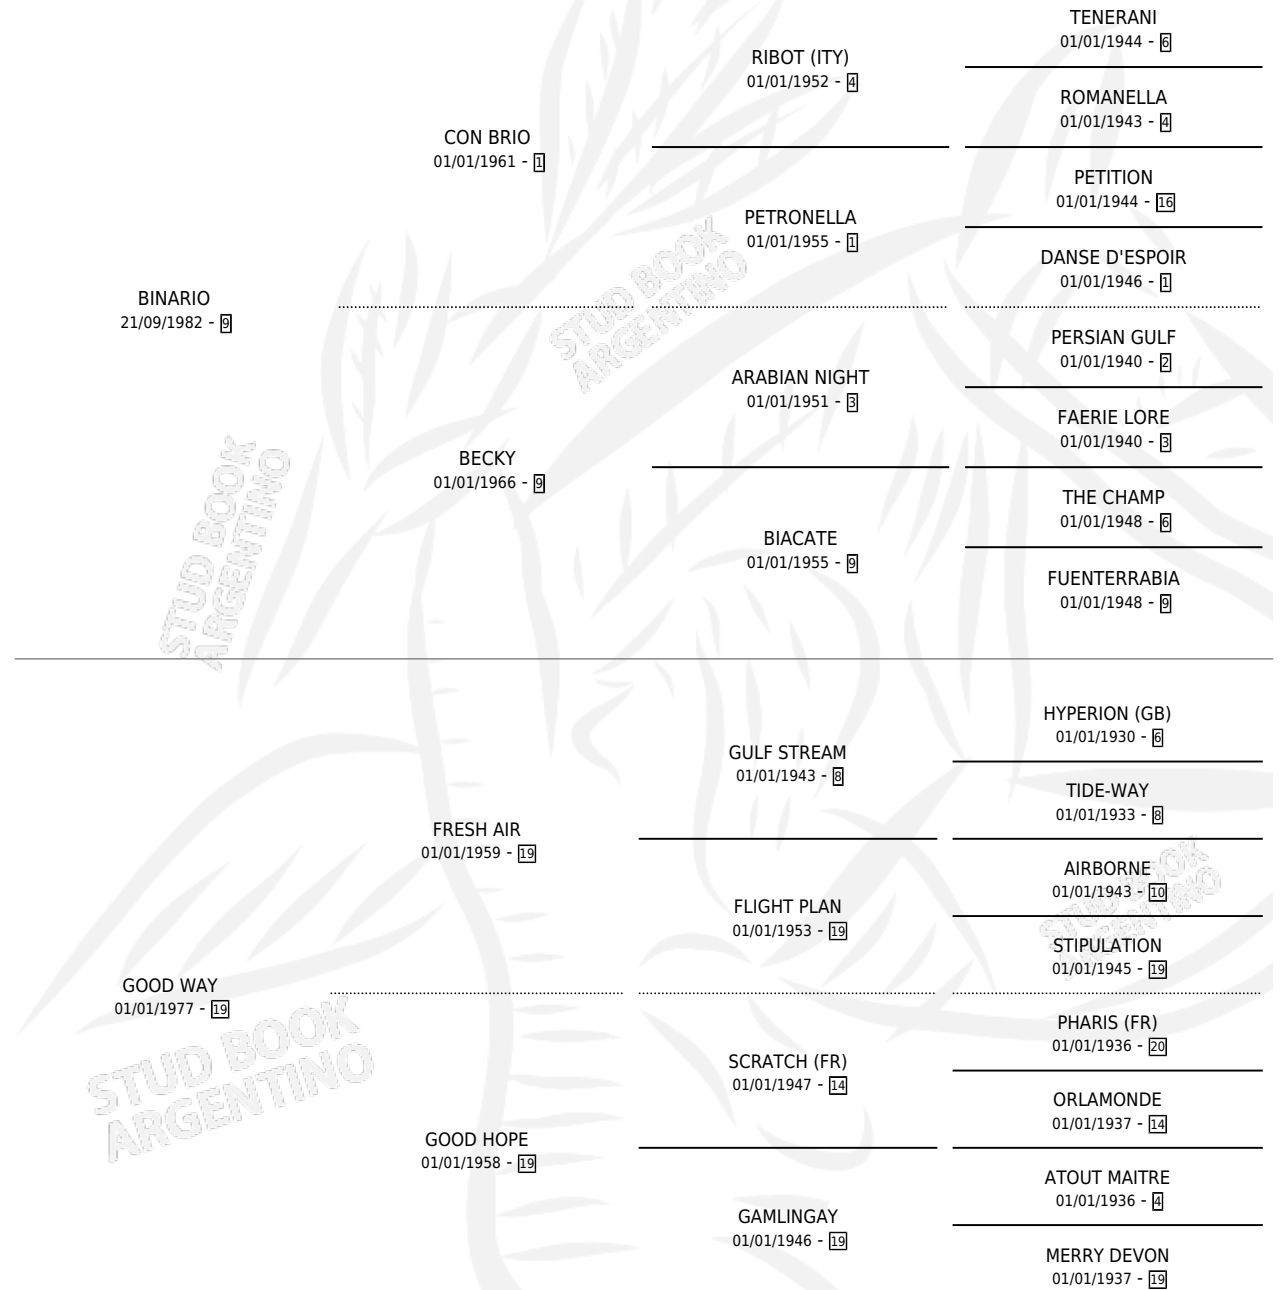 TENERANI
01/01/1944 - 6
RIBOT (ITY)
01/01/1952 - 4
ROMANELLA
01/01/1943 - 4
CON BRIO
01/01/1961 - 1
PETITION
01/01/1944 - 16
PETRONELLA
01/01/1955 - 1
DANSE D'ESPOIR
01/01/1946 - 1
BINARIO
21/09/1982 - 9
STUD BOOK
ARGENTINO
PERSIAN GULF
01/01/1940 - 2
ARABIAN NIGHT
01/01/1951 - 3
FAERIE LORE
01/01/1940 - 3
BECKY
01/01/1966 - 9
THE CHAMP
01/01/1948 - 6
BIACATE
01/01/1955 - 9
FUENTERRABIA
01/01/1948 - 9
STUD BOOK
ARGENTINO
HYPERION (GB)
01/01/1930 - 6
GULF STREAM
01/01/1943 - 8
TIDE-WAY
01/01/1933 - 8
FRESH AIR
01/01/1959 - 19
AIRBORNE
01/01/1943 - 10
FLIGHT PLAN
01/01/1953 - 19
STUD BOOK
ARGENTINO
STIPULATION
01/01/1945 - 19
GOOD WAY
01/01/1977 - 19
STUD BOOK
ARGENTINO
PHARIS (FR)
01/01/1936 - 20
SCRATCH (FR)
01/01/1947 - 14
ORLAMONDE
01/01/1937 - 14
GOOD HOPE
01/01/1958 - 19
ATOUT MAITRE
01/01/1936 - 4
GAMLINGAY
01/01/1946 - 19
MERRY DEVON
01/01/1937 - 19